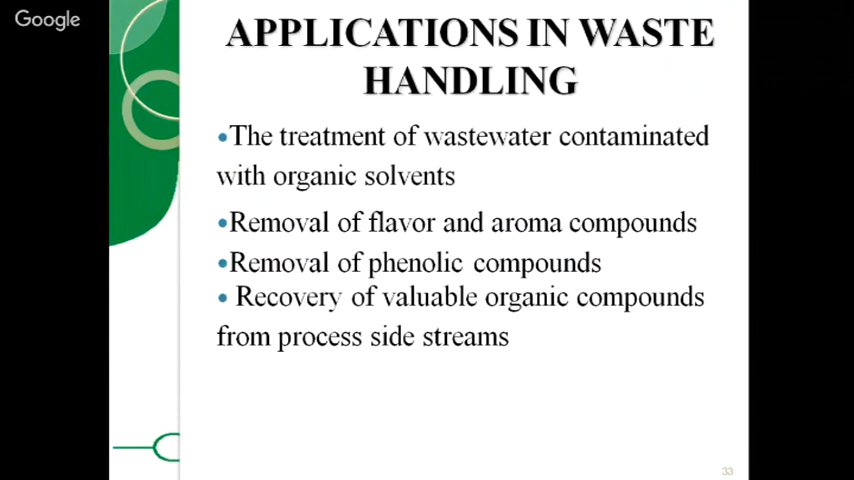 Google
APPLICATIONS IN WASTE
HANDLING
•The treatment of wastewater contaminated
with organic solvents
•Removal of flavor and aroma compounds
•Removal of phenolic compounds
• Recovery of valuable organic compounds
from process side streams
33